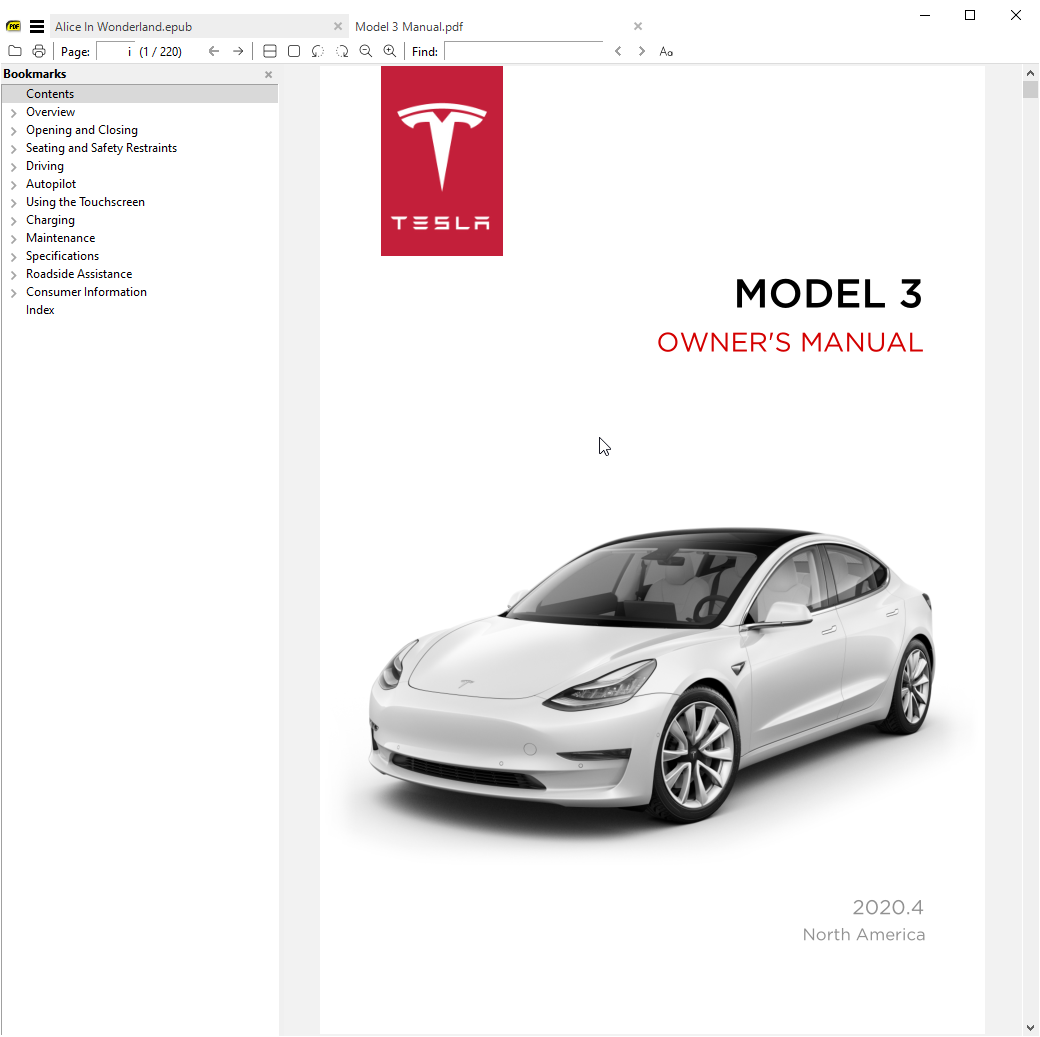 PDF
Alice In Wonderland.epub
Model 3 Manual.pdf
Page: i (1 / 220)
Find:
Aa
Bookmarks
Contents
Overview
Opening and Closing
Seating and Safety Restraints
Driving
Autopilot
Using the Touchscreen
Charging
Maintenance
Specifications
Roadside Assistance
Consumer Information
Index
TESLA
MODEL 3
OWNER'S MANUAL
2020.4
North America